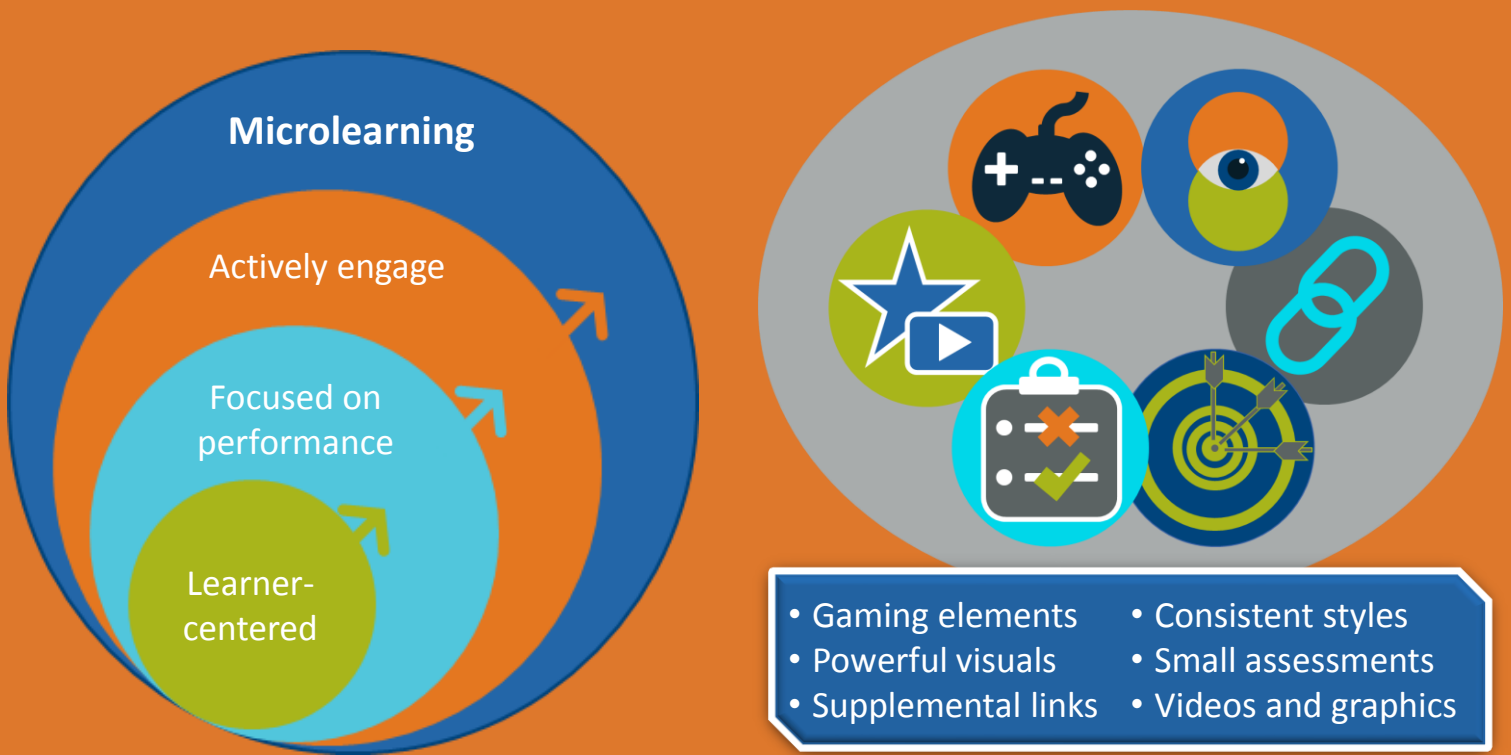 Microlearning
Actively engage
Focused on
performance
Learner-
centered
• Gaming elements
• Powerful visuals
• Supplemental links
• Consistent styles
• Small assessments
• Videos and graphics